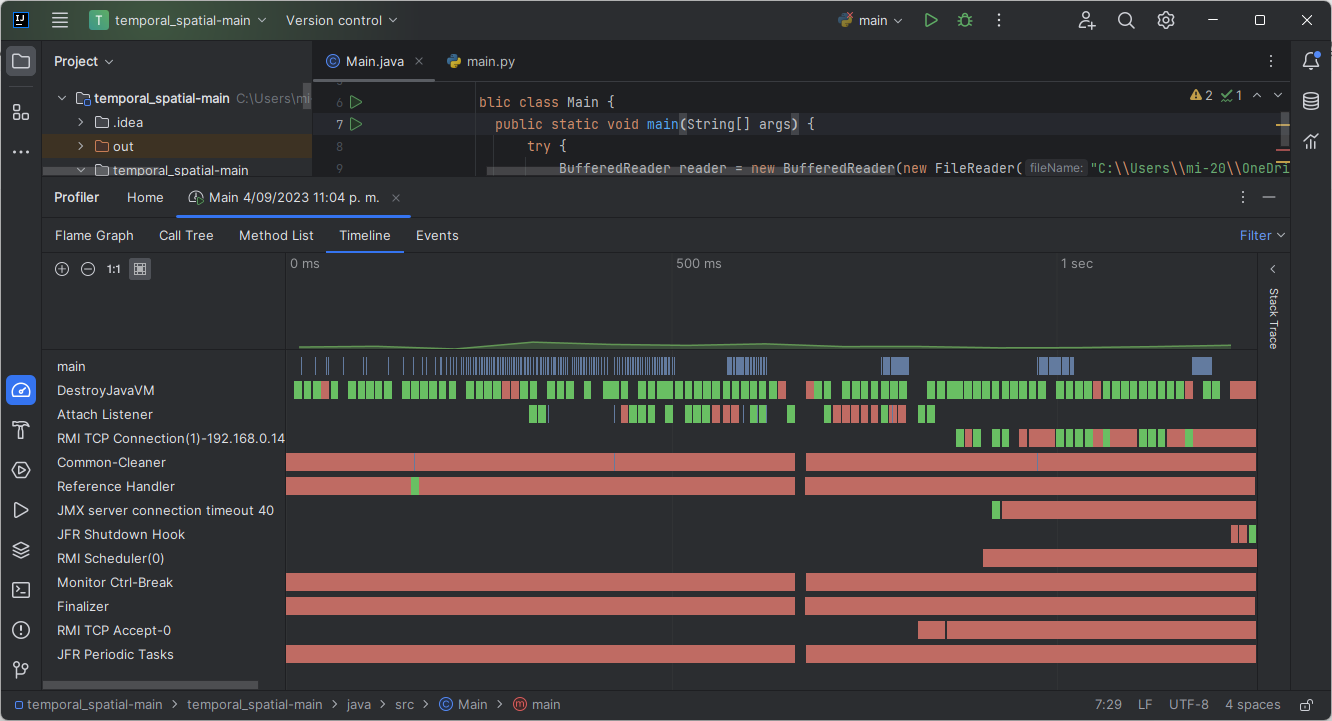 IJ
T temporal_spatial-main Version control main
Project
Main.java main.py
temporal_spatial-main C:\Users\mi-
6 blic class Main { 2 1
.idea
7 public static void main(String[] args) {
out
8 try {
temporal_spatial-main
9 BufferedReader reader = new BufferedReader(new FileReader( fileName: "C:\\Users\\mi-20\\OneDri
Profiler Home Main 4/09/2023 11:04 p. m.
Flame Graph Call Tree Method List Timeline Events Filter
1:1 0 ms 500 ms 1 sec
Stack Trace
main
DestroyJavaVM
Attach Listener
RMI TCP Connection(1)-192.168.0.14
Common-Cleaner
Reference Handler
JMX server connection timeout 40
JFR Shutdown Hook
RMI Scheduler(0)
Monitor Ctrl-Break
Finalizer
RMI TCP Accept-0
JFR Periodic Tasks
temporal_spatial-main > temporal_spatial-main > java > src > C Main > m main 7:29 LF UTF-8 4 spaces